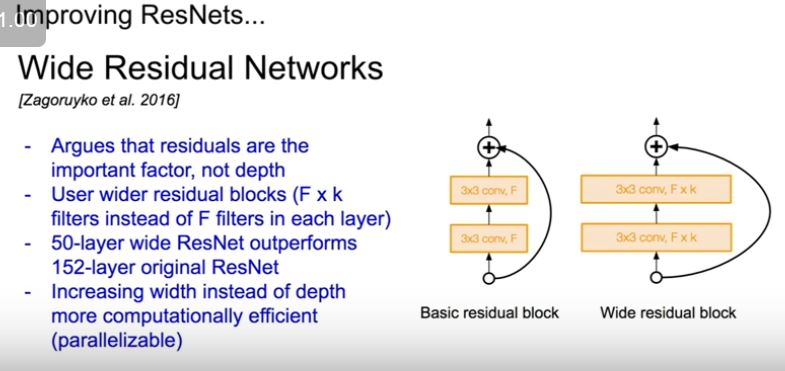 1.00
Improving ResNets...
Wide Residual Networks
[Zagoruyko et al. 2016]
- Argues that residuals are the
important factor, not depth
- User wider residual blocks (F x k
filters instead of F filters in each layer)
- 50-layer wide ResNet outperforms
152-layer original ResNet
- Increasing width instead of depth
more computationally efficient
(parallelizable)
+
3x3 conv, F
3x3 conv, F
Basic residual block
+
3x3 conv, F x k
3x3 conv, F x k
Wide residual block